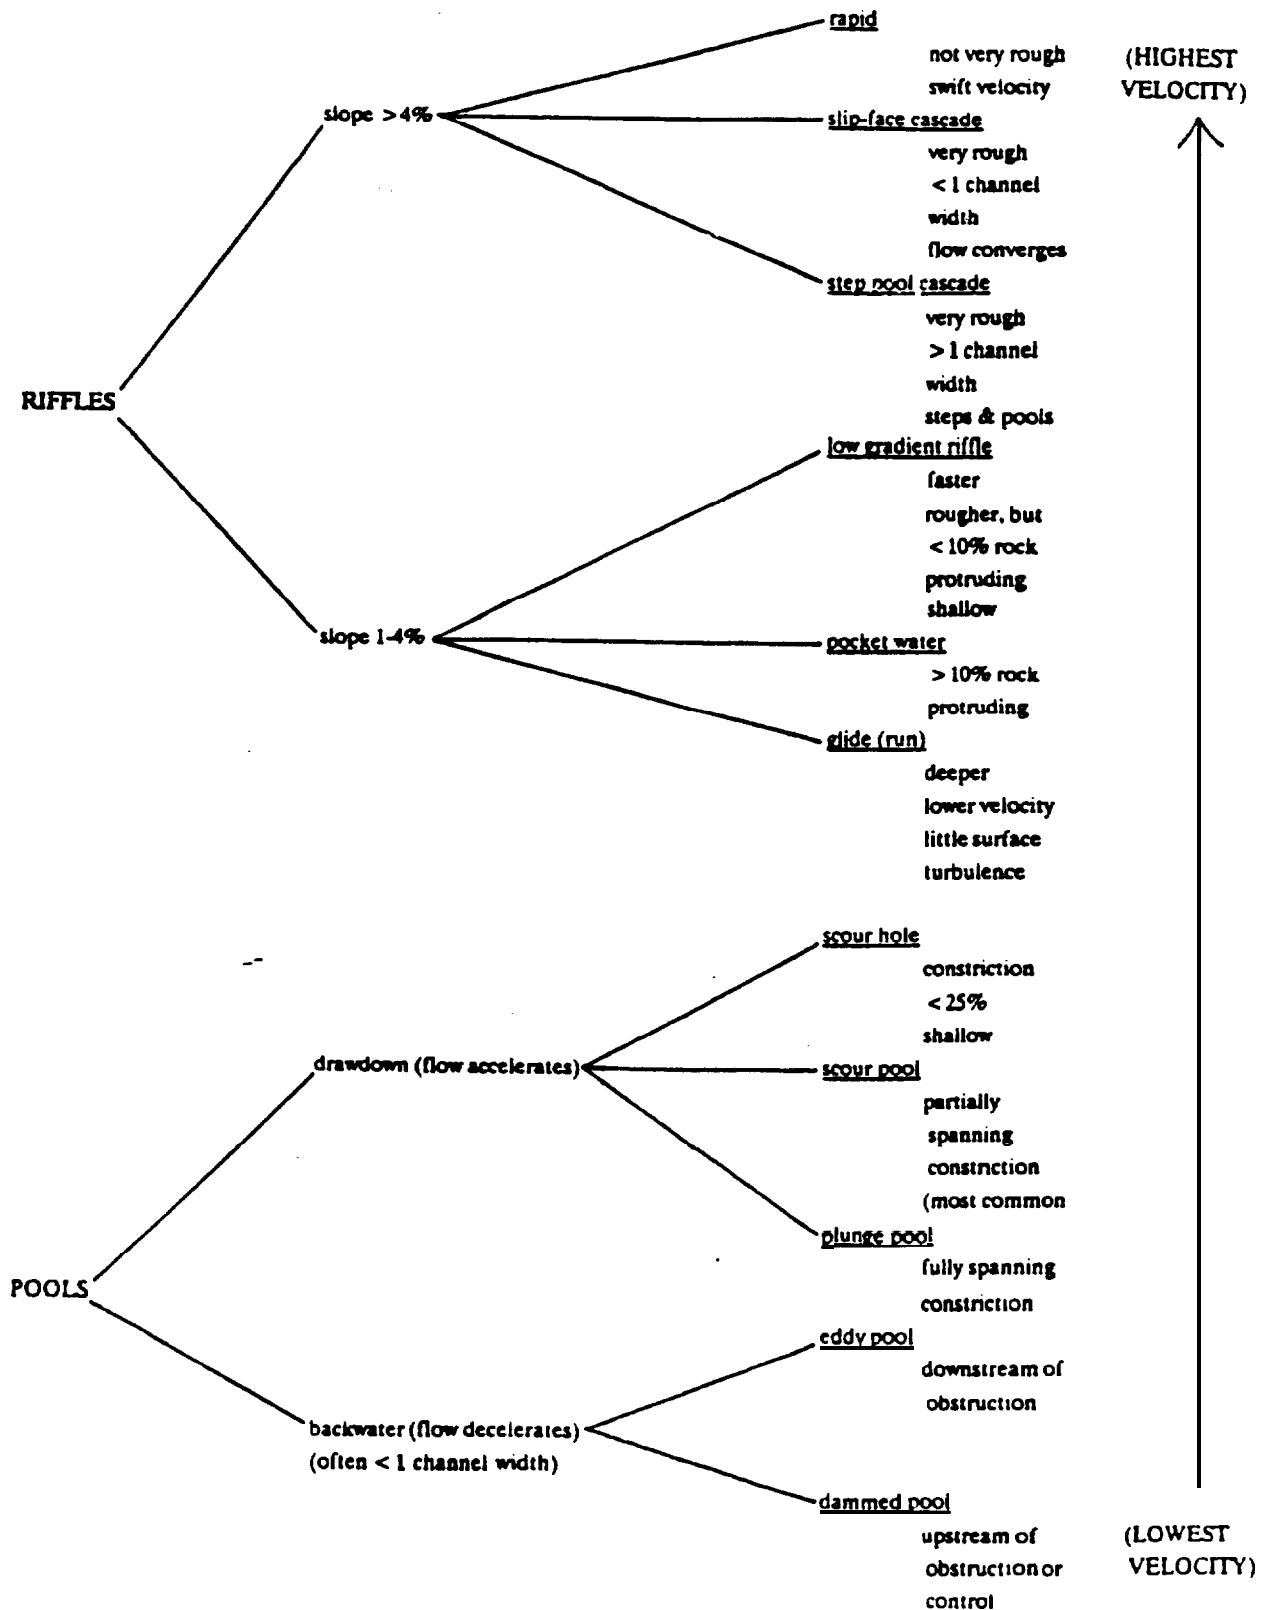 rapid
not very rough
swift velocity
(HIGHEST
VELOCITY)
slope > 4%
slip-face cascade
very rough
< 1 channel
width
flow converges
step pool cascade
very rough
> 1 channel
width
steps & pools
RIFFLES
low gradient riffle
faster
rougher, but
< 10% rock
protruding
shallow
slope 1-4%
pocket water
> 10% rock
protruding
glide (run)
deeper
lower velocity
little surface
turbulence
scour hole
constriction
< 25%
shallow
drawdown (flow accelerates)
scour pool
partially
spanning
constriction
(most common
plunge pool
fully spanning
constriction
POOLS
eddy pool
downstream of
obstruction
backwater (flow decelerates)
(often < 1 channel width)
dammed pool
upstream of
obstruction or
control
(LOWEST
VELOCITY)